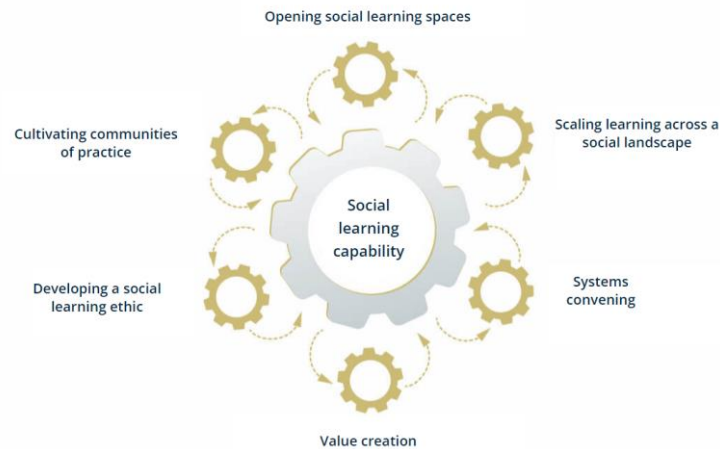 Opening social learning spaces
Cultivating communities
of practice
Scaling learning across a
social landscape
Social
learning
capability
Developing a social
learning ethic
Systems
convening
Value creation